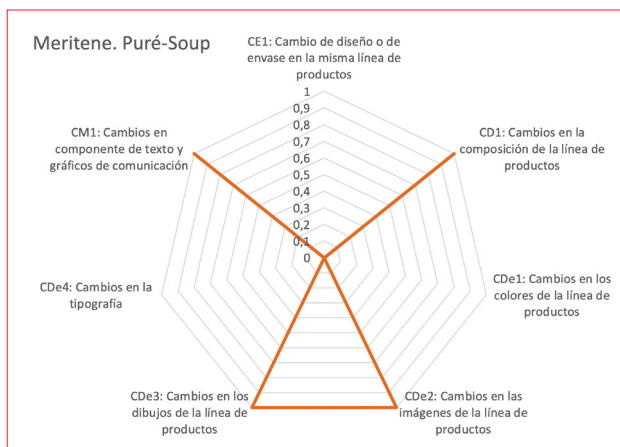 Meritene. Puré-Soup
CE1: Cambio de diseño o de
envase en la misma línea de
productos
1
0,9
0,8
0,7
0,6
0,5
0,4
0,3
0,2
0,1
0
CD1: Cambios en la
composición de la línea de
productos
CDe1: Cambios en los
colores de la línea de
productos
CDe2: Cambios en las
imágenes de la línea de
productos
CDe3: Cambios en los
dibujos de la línea de
productos
CDe4: Cambios en la
tipografía
CM1: Cambios en
componente de texto y
gráficos de comunicación